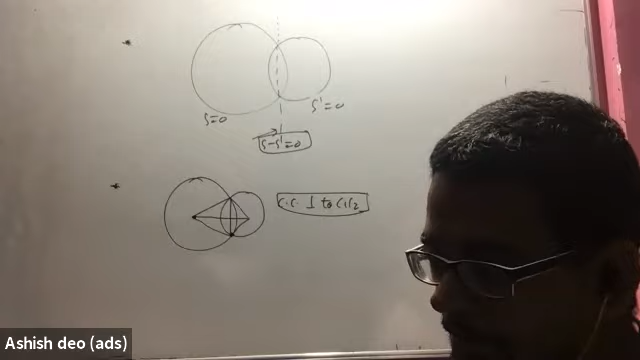 S=0
S'=0
S-S'=0
C.C. ⊥ to C₁C₂
Ashish deo (ads)